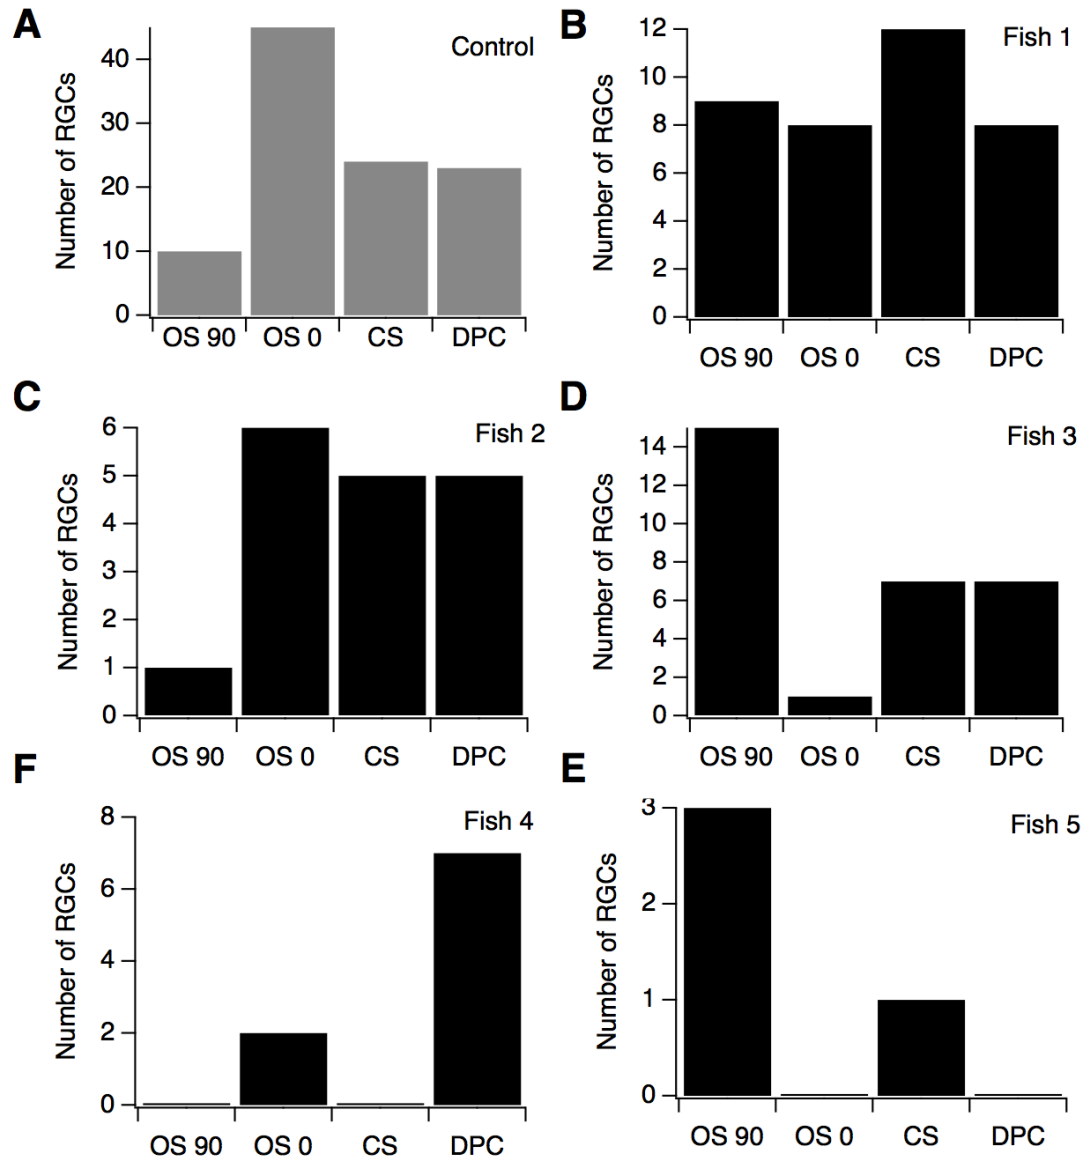 A
Control
Number of RGCs
40
30
20
10
0
OS 90 OS 0 CS DPC
B
Fish 1
Number of RGCs
12
10
8
6
4
2
0
OS 90 OS 0 CS DPC
C
Fish 2
Number of RGCs
6
5
4
3
2
1
0
OS 90 OS 0 CS DPC
D
Fish 3
Number of RGCs
14
12
10
8
6
4
2
0
OS 90 OS 0 CS DPC
F
Fish 4
Number of RGCs
8
6
4
2
0
OS 90 OS 0 CS DPC
E
Fish 5
Number of RGCs
3
2
1
0
OS 90 OS 0 CS DPC